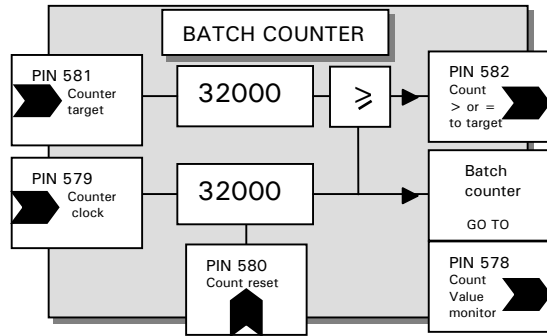 BATCH COUNTER
PIN 581
Counter
target
32000
≥
PIN 582
Count
> or =
to target
PIN 579
Counter
clock
32000
Batch
counter
GO TO
PIN 580
Count reset
PIN 578
Count
Value
monitor